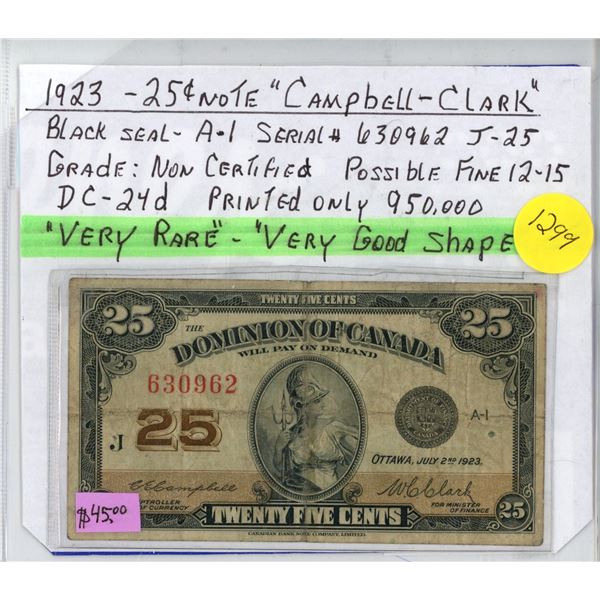 1923 - 25¢ NOTE "CAMPBELL-CLARK"
BLACK SEAL- A-1 SERIAL# 630962 J-25
GRADE: NON CERTIFIED POSSIBLE FINE 12-15
DC-24d PRINTED ONLY 950,000
"VERY RARE" - "VERY GOOD SHAPE
1299
TWENTY FIVE CENTS
25 25
THE
DOMINION OF CANADA
WILL PAY ON DEMAND
630962
A-1
J 25
OTTAWA, JULY 2ND 1923.
C E Campbell
W C Clark
$45.00
TROLLER
OF CURRENCY
FOR MINISTER
OF FINANCE
TWENTY FIVE CENTS
25
CANADIAN BANK NOTE COMPANY, LIMITED.